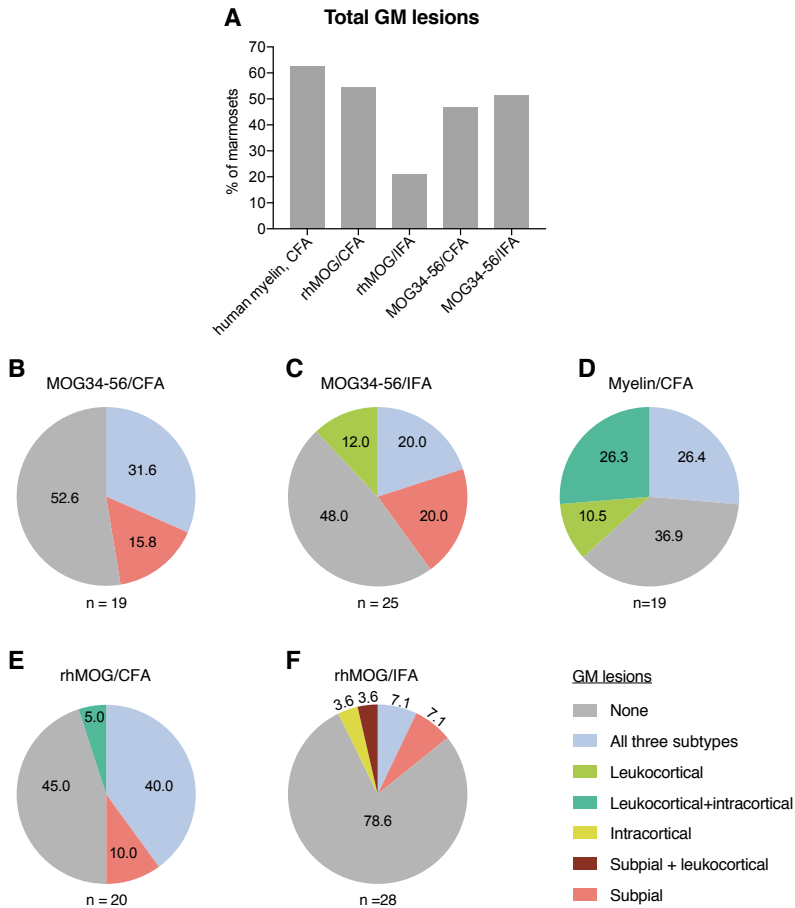 A
Total GM lesions
% of marmosets
70
60
50
40
30
20
10
0
human myelin, CFA
rhMOG/CFA
rhMOG/IFA
MOG34-56/CFA
MOG34-56/IFA
B
MOG34-56/CFA
31.6
52.6
15.8
n = 19
C
MOG34-56/IFA
12.0
20.0
48.0
20.0
n = 25
D
Myelin/CFA
26.3
26.4
10.5
36.9
n=19
E
rhMOG/CFA
5.0
45.0
40.0
10.0
n = 20
F
rhMOG/IFA
3.6
3.6
7.1
7.1
78.6
n =28
GM lesions
None
All three subtypes
Leukocortical
Leukocortical+intracortical
Intracortical
Subpial + leukocortical
Subpial